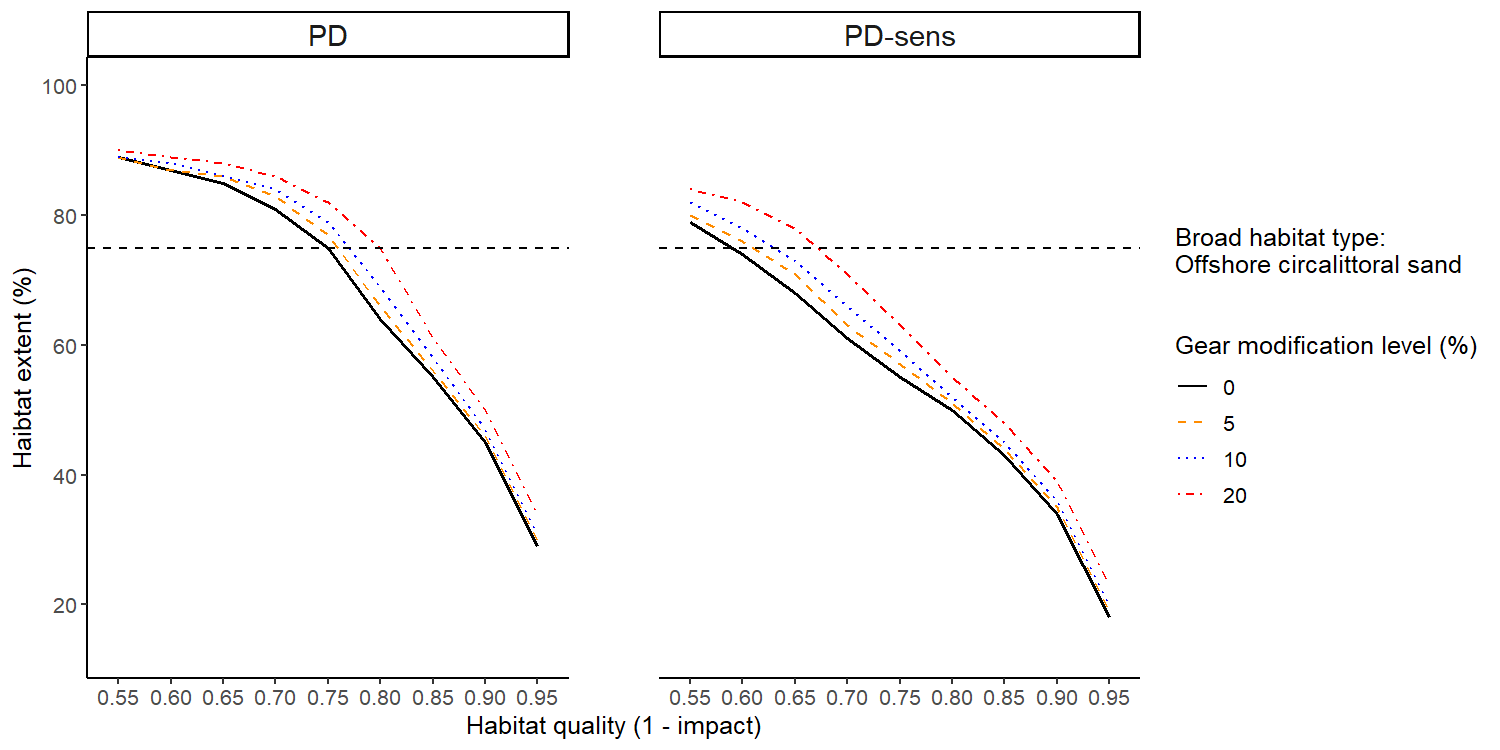 PD
PD-sens
100
80
60
40
20
Haibtat extent (%)
0.55 0.60 0.65 0.70 0.75 0.80 0.85 0.90 0.95
0.55 0.60 0.65 0.70 0.75 0.80 0.85 0.90 0.95
Habitat quality (1 - impact)
Broad habitat type:
Offshore circalittoral sand
Gear modification level (%)
0
5
10
20